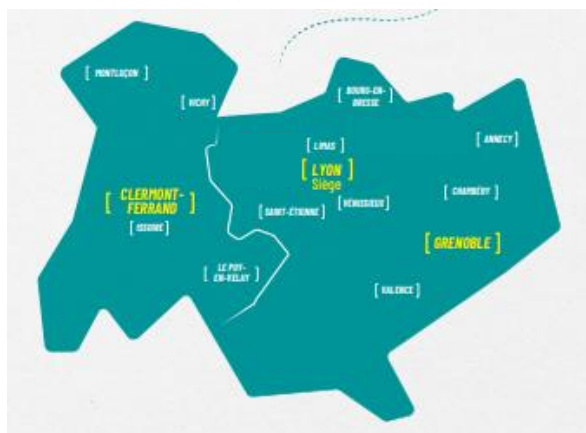 [MONTLUÇON]
[VICHY]
[BOURG-EN-
BRESSE]
[LIMAS]
[ANNECY]
[LYON]
Siège
[CLERMONT-
FERRAND]
[CHAMBÉRY]
[SAINT-ÉTIENNE]
[VÉNISSIEUX]
[ISSOIRE]
[GRENOBLE]
[LE PUY-
EN-VELAY]
[VALENCE]